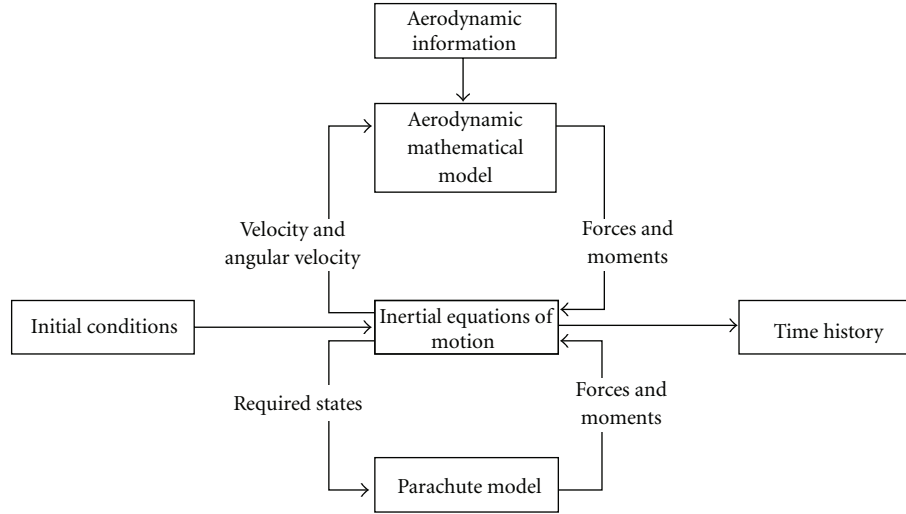 Aerodynamic
information
Aerodynamic
mathematical
model
Velocity and
angular velocity
Forces and
moments
Initial conditions
Inertial equations of
motion
Time history
Required states
Forces and
moments
Parachute model